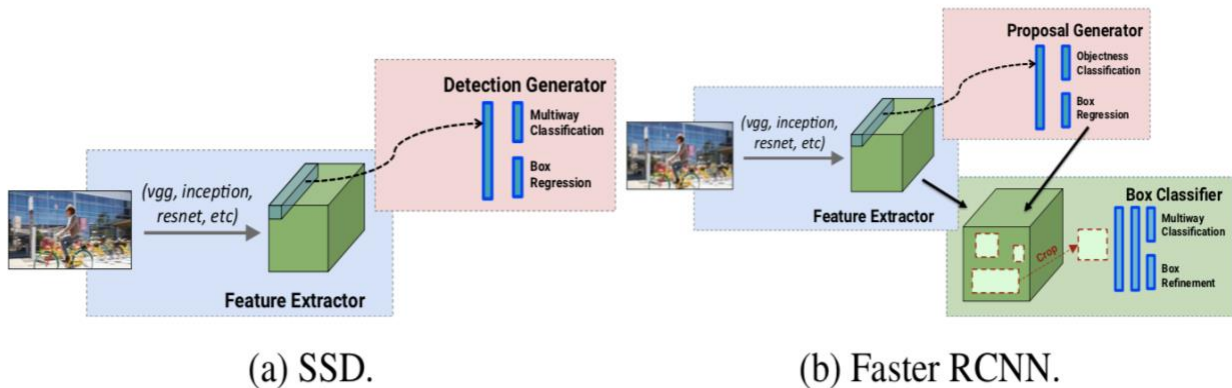 Detection Generator
Multiway
Classification
Box
Regression
(vgg, inception,
resnet, etc)
Feature Extractor
(a) SSD.
Proposal Generator
Objectness
Classification
Box
Regression
(vgg, inception,
resnet, etc)
Feature Extractor
Box Classifier
Multiway
Classification
Crop
Box
Refinement
(b) Faster RCNN.